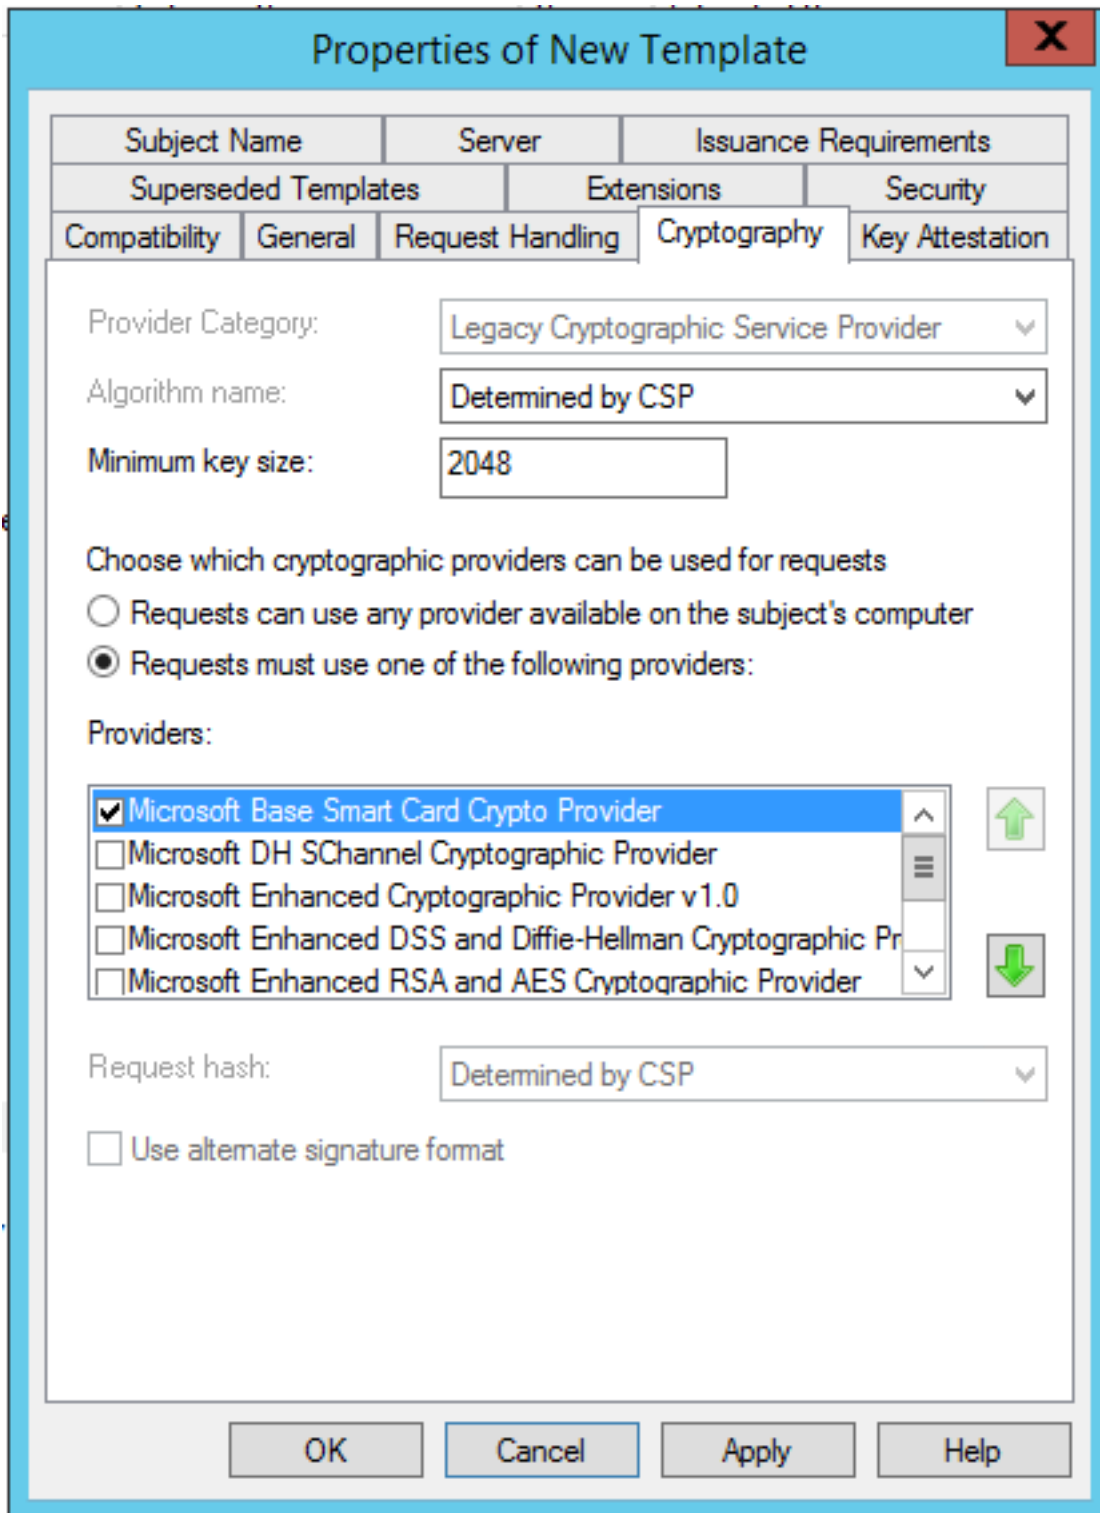 Properties of New Template
X
Subject Name Server Issuance Requirements
Superseded Templates Extensions Security
Compatibility General Request Handling Cryptography Key Attestation
Provider Category: Legacy Cryptographic Service Provider
Algorithm name: Determined by CSP
Minimum key size: 2048
Choose which cryptographic providers can be used for requests
Requests can use any provider available on the subject's computer
Requests must use one of the following providers:
Providers:
Microsoft Base Smart Card Crypto Provider
Microsoft DH SChannel Cryptographic Provider
Microsoft Enhanced Cryptographic Provider v1.0
Microsoft Enhanced DSS and Diffie-Hellman Cryptographic Pr
Microsoft Enhanced RSA and AES Cryptographic Provider
Request hash: Determined by CSP
Use alternate signature format
OK Cancel Apply Help